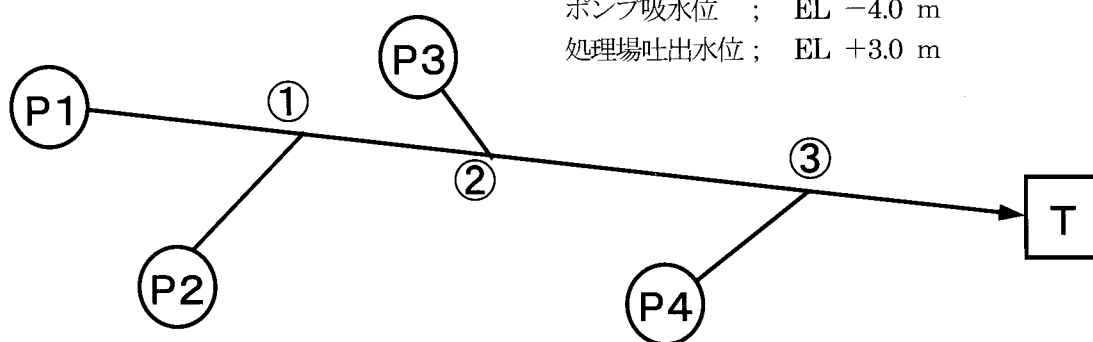 ポンプ吸水位 ; EL −4.0 m
処理場吐出水位 ; EL +3.0 m
P3
P1
①
③
②
T
P2
P4